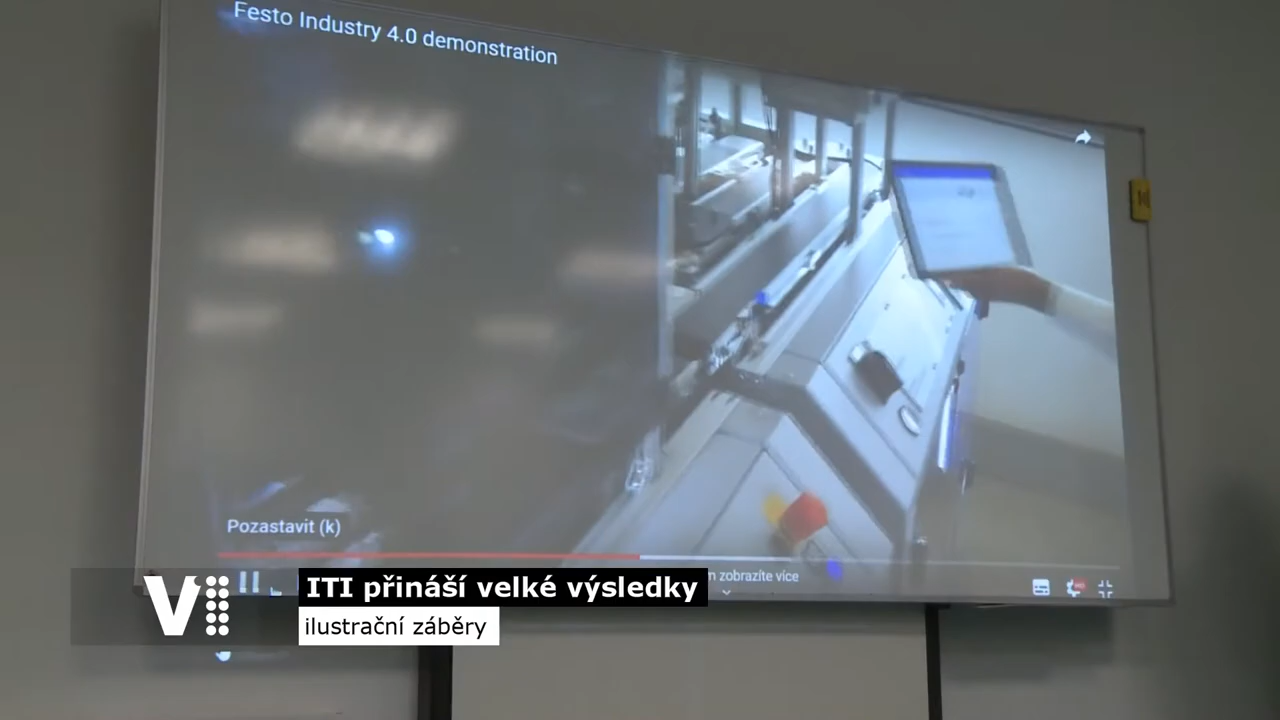 Festo Industry 4.0 demonstration
Pozastavit (k)
zobrazíte více
V
ITI přináší velké výsledky
ilustrační záběry